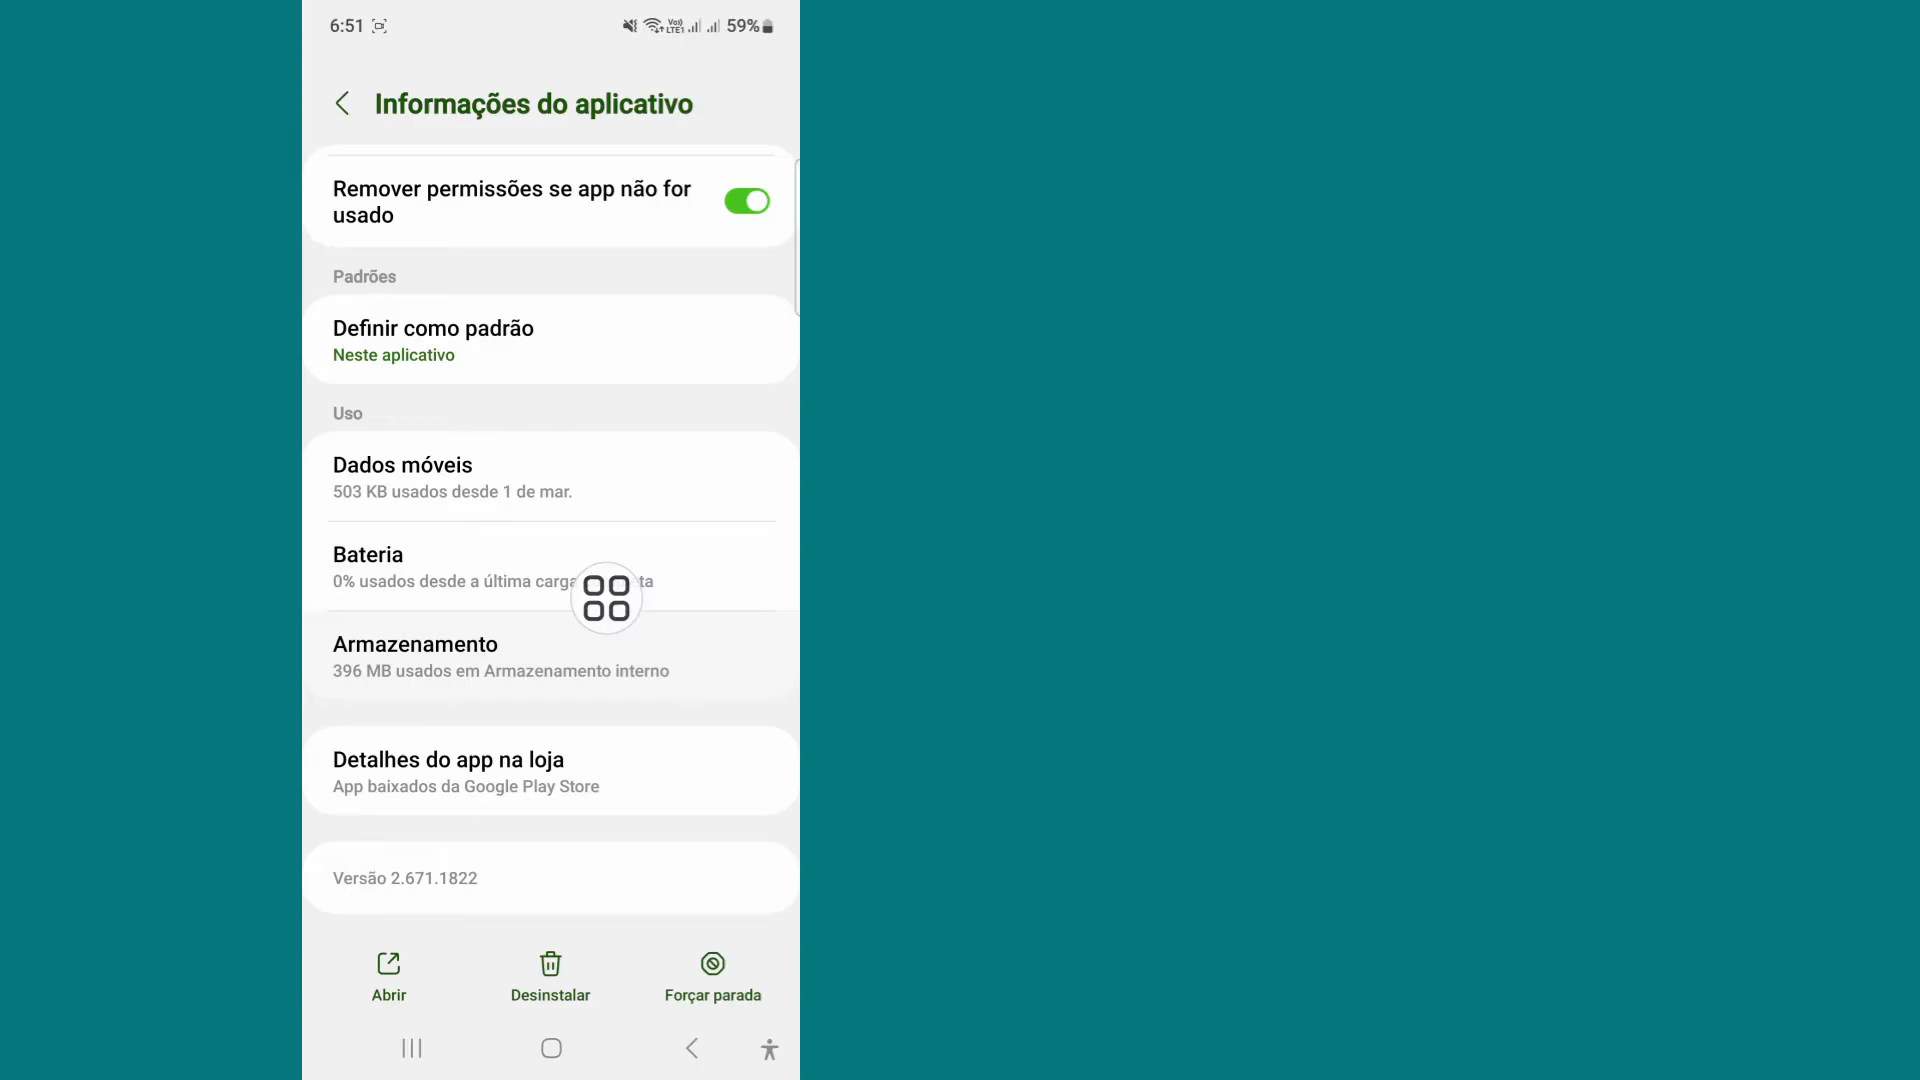 6:51
Vo))
LTE1
59%
Informações do aplicativo
Remover permissões se app não for
usado
Padrões
Definir como padrão
Neste aplicativo
Uso
Dados móveis
503 KB usados desde 1 de mar.
Bateria
0% usados desde a última carga ta
Armazenamento
396 MB usados em Armazenamento interno
Detalhes do app na loja
App baixados da Google Play Store
Versão 2.671.1822
Abrir
Desinstalar
Forçar parada